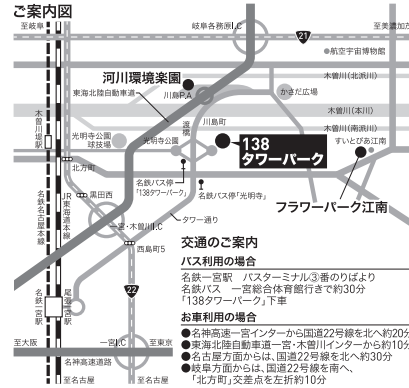 ご案内図
至岐阜
岐阜各務原I.C
21
至美濃加茂
航空宇宙博物館
河川環境楽園
木曽川(北派川)
東海北陸自動車道
川島P.A
かさだ広場
木曽川(本川)
木曽川堤駅
渡橋
川島町
光明寺公園球技場
光明寺公園
木曽川(南派川)
すいとぴあ江南
138
タワーパーク
北方町
名鉄バス停
「138タワーパーク」
名鉄バス停「光明寺」
フラワーパーク江南
名鉄名古屋本線
JR東海道本線
黒田西
一宮・木曽川I.C
タワー通り
西島町5
22
名鉄一宮駅
尾張一宮駅
至大阪
一宮I.C
至東京
名神高速道路
至名古屋
至名古屋
交通のご案内
バス利用の場合
名鉄一宮駅 バスターミナル③番のりばより
名鉄バス 一宮総合体育館行きで約30分
「138タワーパーク」下車
お車利用の場合
●名神高速一宮インターから国道22号線を北へ約20分
●東海北陸自動車道一宮・木曽川インターから約10分
●名古屋方面からは、国道22号線を北へ約30分
●岐阜方面からは、国道22号線を南へ、
「北方町」交差点を左折約10分